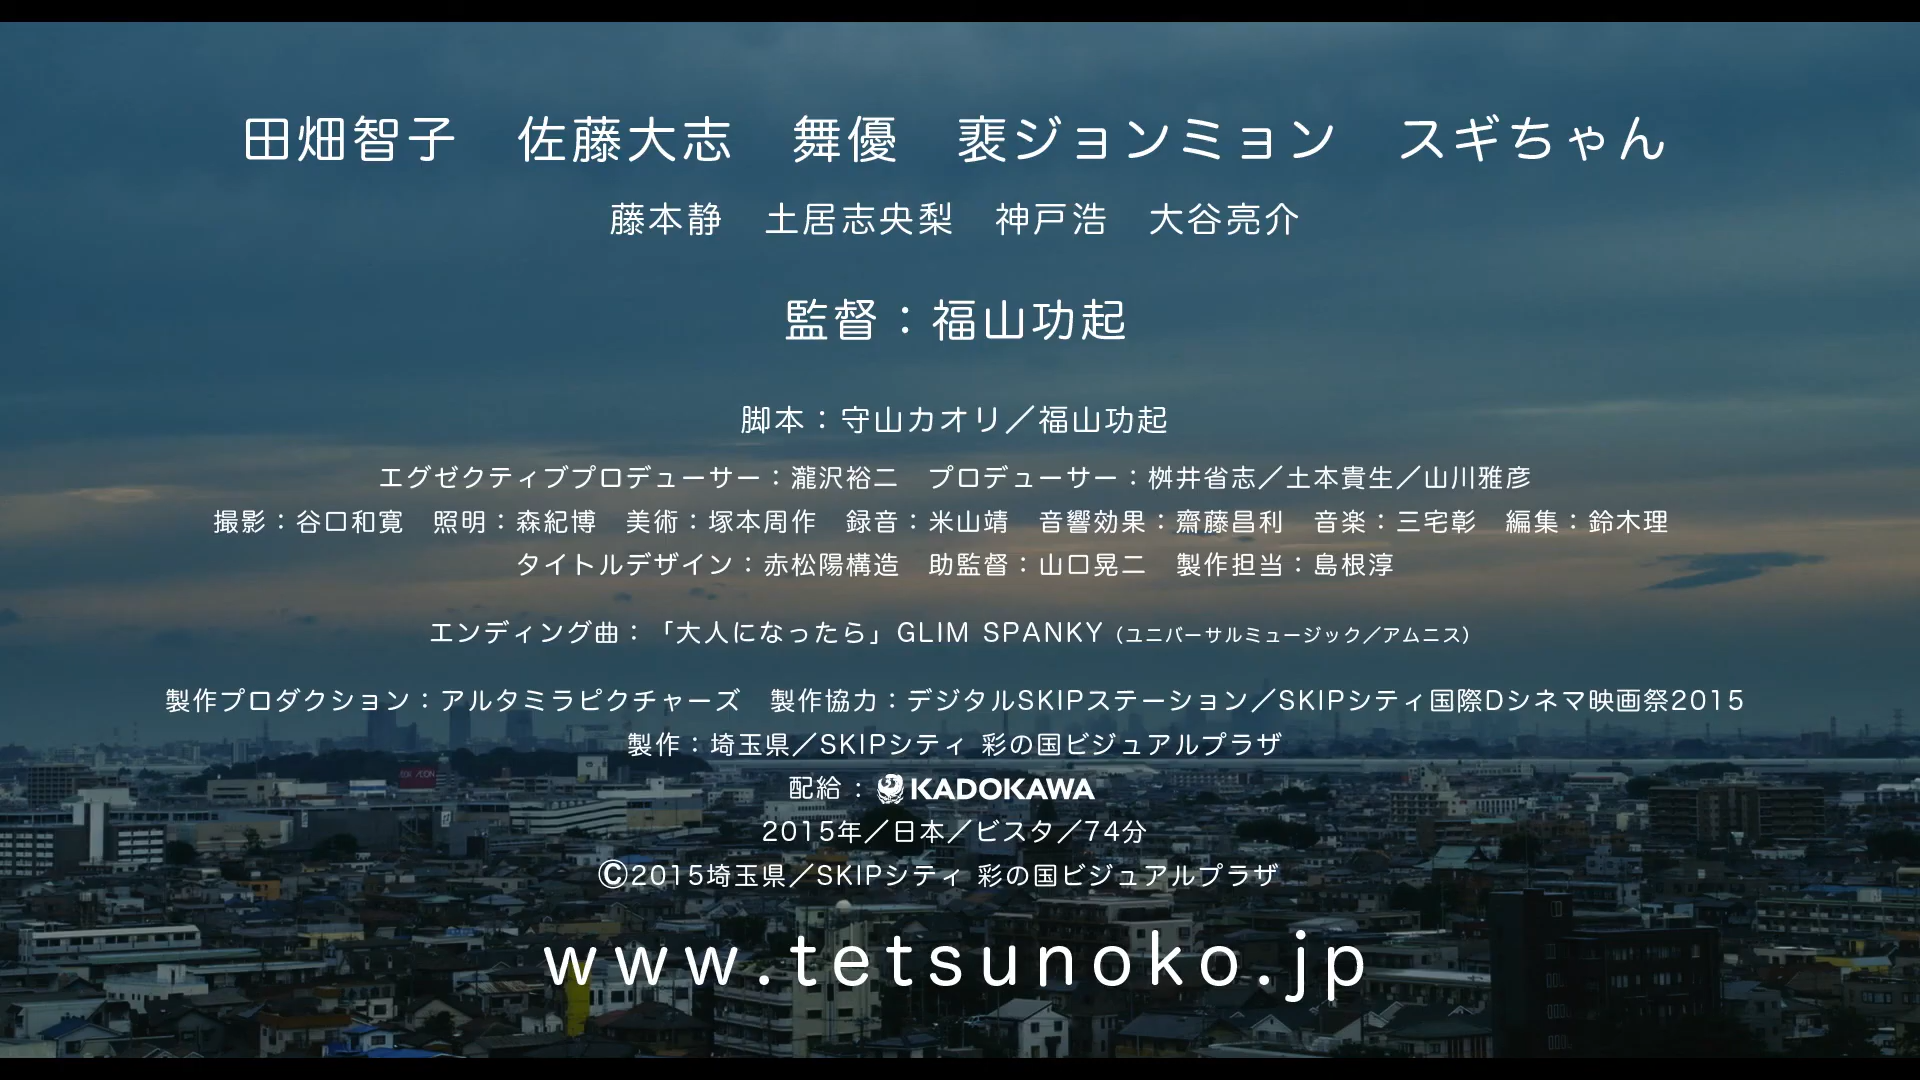 田畑智子　佐藤大志　舞優　裴ジョンミョン　スギちゃん
藤本静　土居志央梨　神戸浩　大谷亮介
監督：福山功起
脚本：守山カオリ／福山功起
エグゼクティブプロデューサー：瀧沢裕二　プロデューサー：桝井省志／土本貴生／山川雅彦
撮影：谷口和寛　照明：森紀博　美術：塚本周作　録音：米山靖　音響効果：齋藤昌利　音楽：三宅彰　編集：鈴木理
タイトルデザイン：赤松陽構造　助監督：山口晃二　製作担当：島根淳
エンディング曲：「大人になったら」GLIM SPANKY（ユニバーサルミュージック／アムニス）
製作プロダクション：アルタミラピクチャーズ　製作協力：デジタルSKIPステーション／SKIPシティ国際Dシネマ映画祭2015
製作：埼玉県／SKIPシティ 彩の国ビジュアルプラザ
配給：KADOKAWA
2015年／日本／ビスタ／74分
©2015埼玉県／SKIPシティ 彩の国ビジュアルプラザ
www.tetsunoko.jp